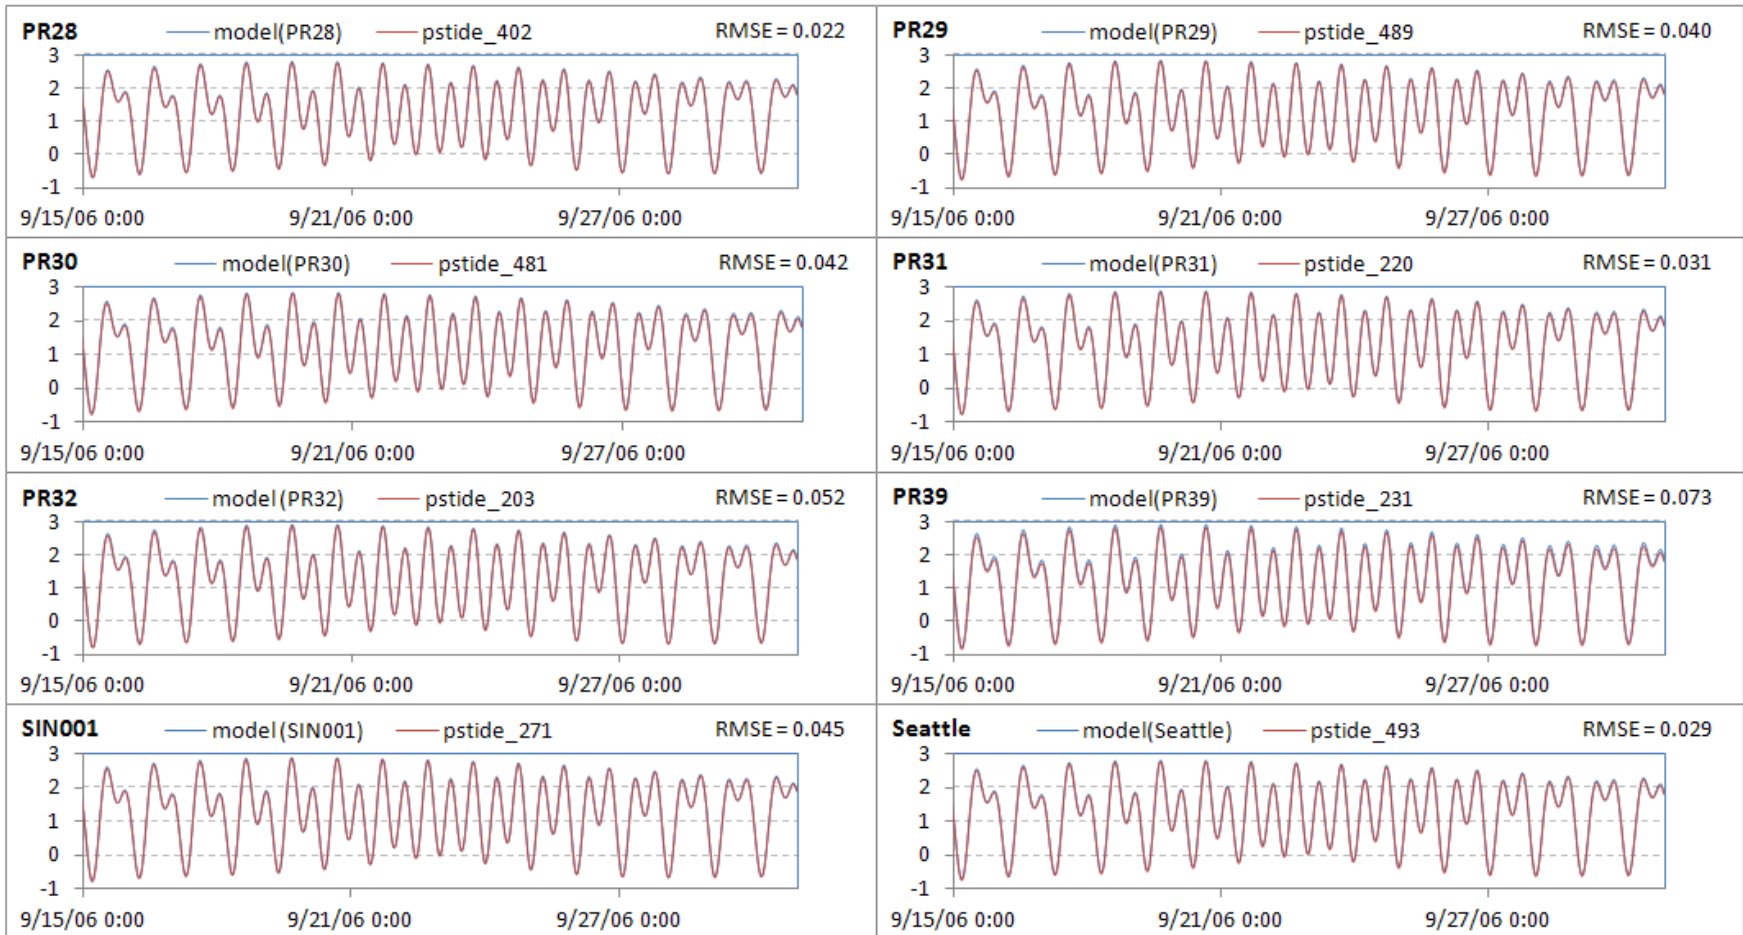 PR28 model(PR28) pstide_402 RMSE = 0.022
3
2
1
0
-1
9/15/06 0:00 9/21/06 0:00 9/27/06 0:00
PR29 model(PR29) pstide_489 RMSE = 0.040
3
2
1
0
-1
9/15/06 0:00 9/21/06 0:00 9/27/06 0:00
PR30 model(PR30) pstide_481 RMSE = 0.042
3
2
1
0
-1
9/15/06 0:00 9/21/06 0:00 9/27/06 0:00
PR31 model(PR31) pstide_220 RMSE = 0.031
3
2
1
0
-1
9/15/06 0:00 9/21/06 0:00 9/27/06 0:00
PR32 model (PR32) pstide_203 RMSE = 0.052
3
2
1
0
-1
9/15/06 0:00 9/21/06 0:00 9/27/06 0:00
PR39 model(PR39) pstide_231 RMSE = 0.073
3
2
1
0
-1
9/15/06 0:00 9/21/06 0:00 9/27/06 0:00
SIN001 model (SIN001) pstide_271 RMSE = 0.045
3
2
1
0
-1
9/15/06 0:00 9/21/06 0:00 9/27/06 0:00
Seattle model(Seattle) pstide_493 RMSE = 0.029
3
2
1
0
-1
9/15/06 0:00 9/21/06 0:00 9/27/06 0:00